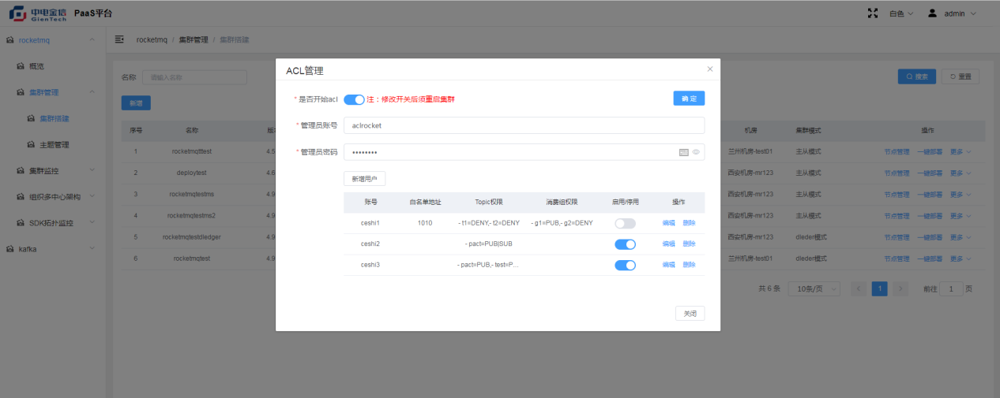 中电金信
GienTech
PaaS平台
白色
admin
rocketmq
rocketmq / 集群管理 / 集群搭建
概览
集群管理
集群搭建
主题管理
集群监控
组织多中心架构
SDK拓扑监控
kafka
名称 请输入名称
搜索 重置
新增
序号 名称 机房 集群模式 操作
1 rocketmqtttest 4.5 兰州机房-test01 主从模式 节点管理 一键部署 更多
2 deploytest 4.6 西安机房-mr123 主从模式 节点管理 一键部署 更多
3 rocketmqtestms 4.9 西安机房-mr123 主从模式 节点管理 一键部署 更多
4 rocketmqtestms2 4.9 西安机房-mr123 主从模式 节点管理 一键部署 更多
5 rocketmqtestdledger 4.9 西安机房-mr123 dleder模式 节点管理 一键部署 更多
6 rocketmqtest 4.9 兰州机房-test01 dleder模式 节点管理 一键部署 更多
共 6 条 10条/页 1 前往 1 页
ACL管理
* 是否开始acl 注：修改开关后须重启集群 确 定
* 管理员账号 aclrocket
* 管理员密码 ••••••••
新增用户
账号 白名单地址 Topic权限 消费组权限 启用/停用 操作
ceshi1 1010 - t1=DENY,- t2=DENY - g1=PUB,- g2=DENY 编辑 删除
ceshi2 - pact=PUB|SUB 编辑 删除
ceshi3 - pact=PUB,- test=P... 编辑 删除
关闭